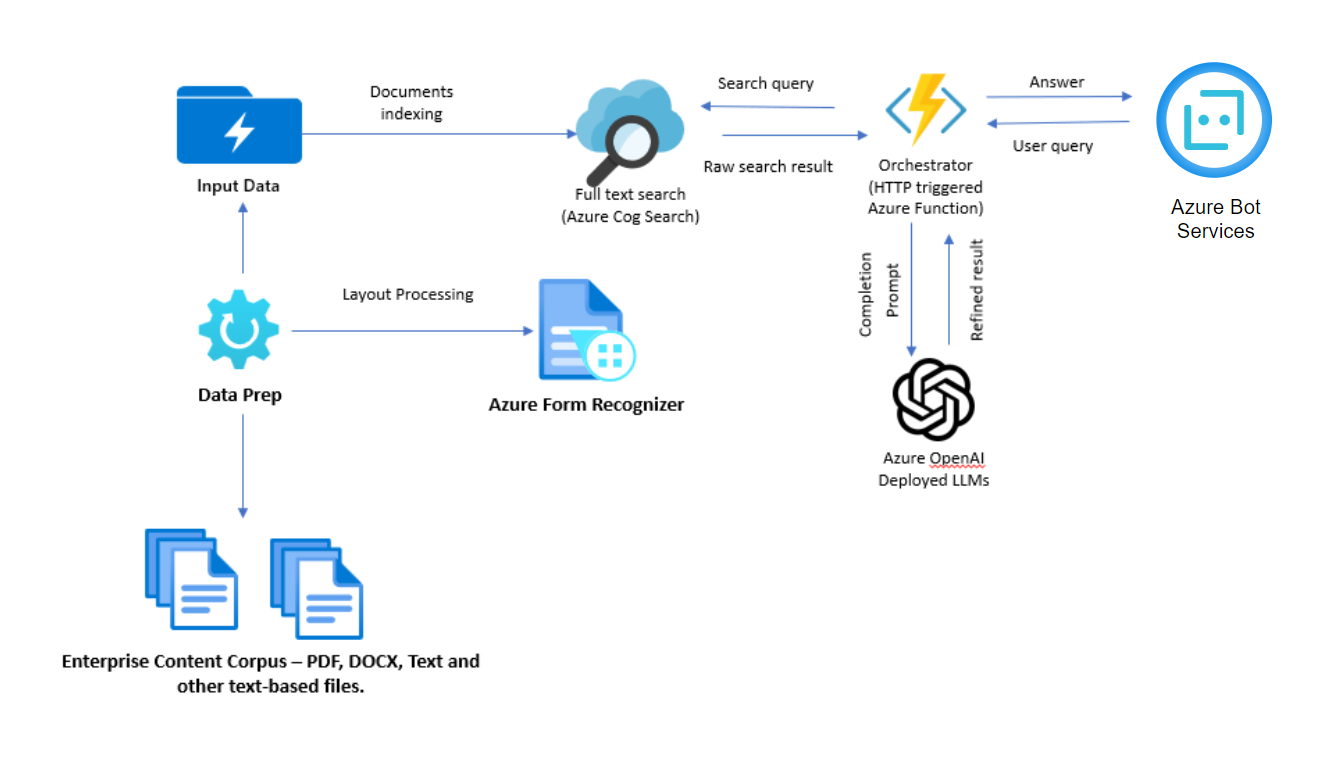 Documents
indexing
Input Data
Search query
Raw search result
Full text search
(Azure Cog Search)
Answer
User query
Orchestrator
(HTTP triggered
Azure Function)
Azure Bot
Services
Completion
Prompt
Refined result
Layout Processing
Data Prep
Azure Form Recognizer
Azure OpenAI
Deployed LLMs
Enterprise Content Corpus – PDF, DOCX, Text and
other text-based files.